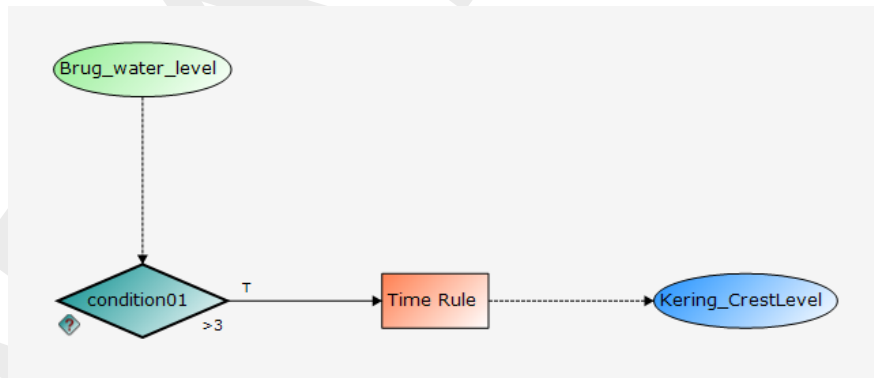 Brug_water_level
condition01
T
>3
?
Time Rule
Kering_CrestLevel